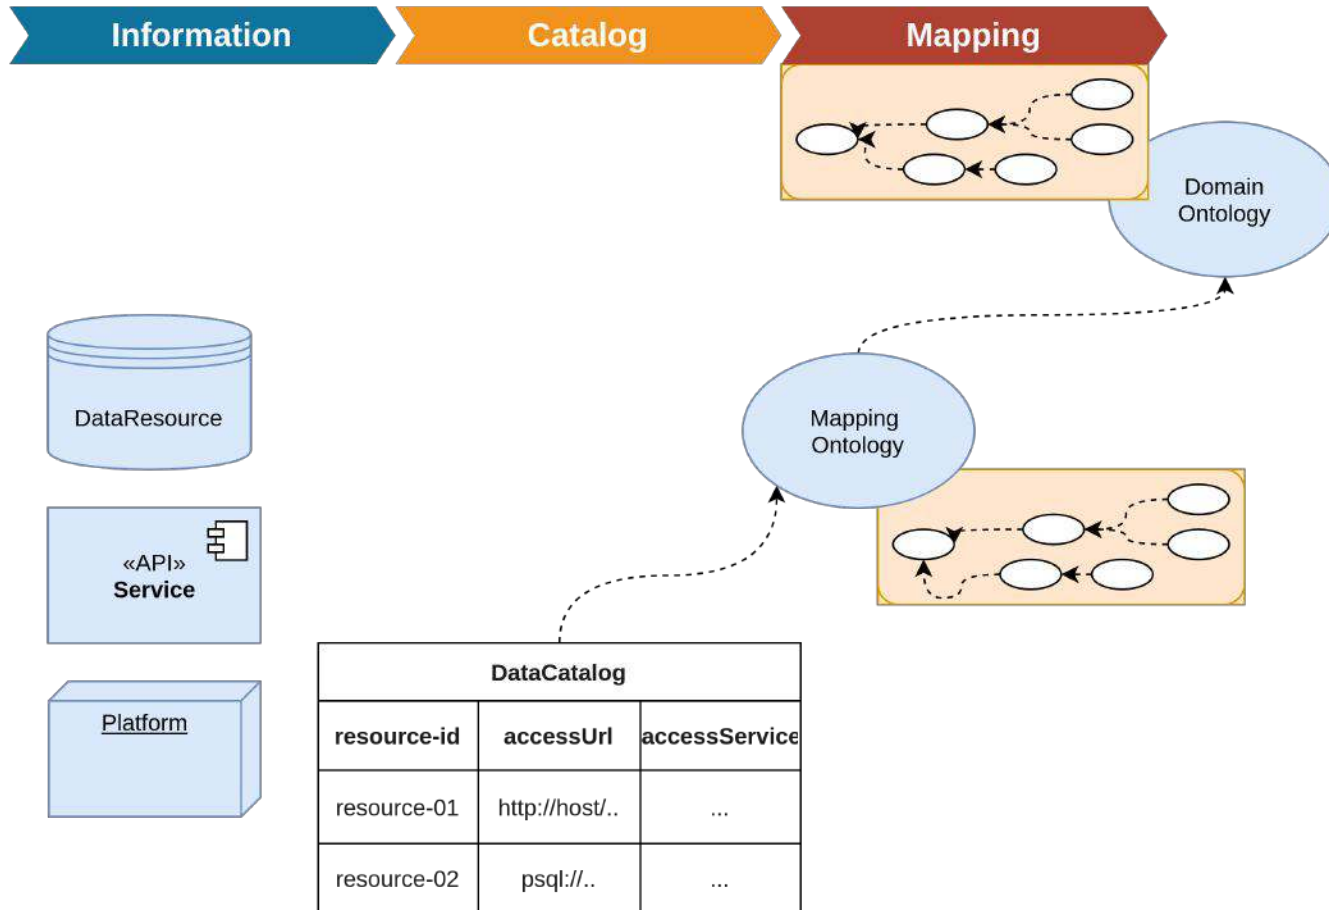 Information
Catalog
Mapping
Domain
Ontology
DataResource
Mapping
Ontology
«API»
Service
Platform
DataCatalog
resource-id
accessUrl
accessService
resource-01
http://host/..
...
resource-02
psql://..
...